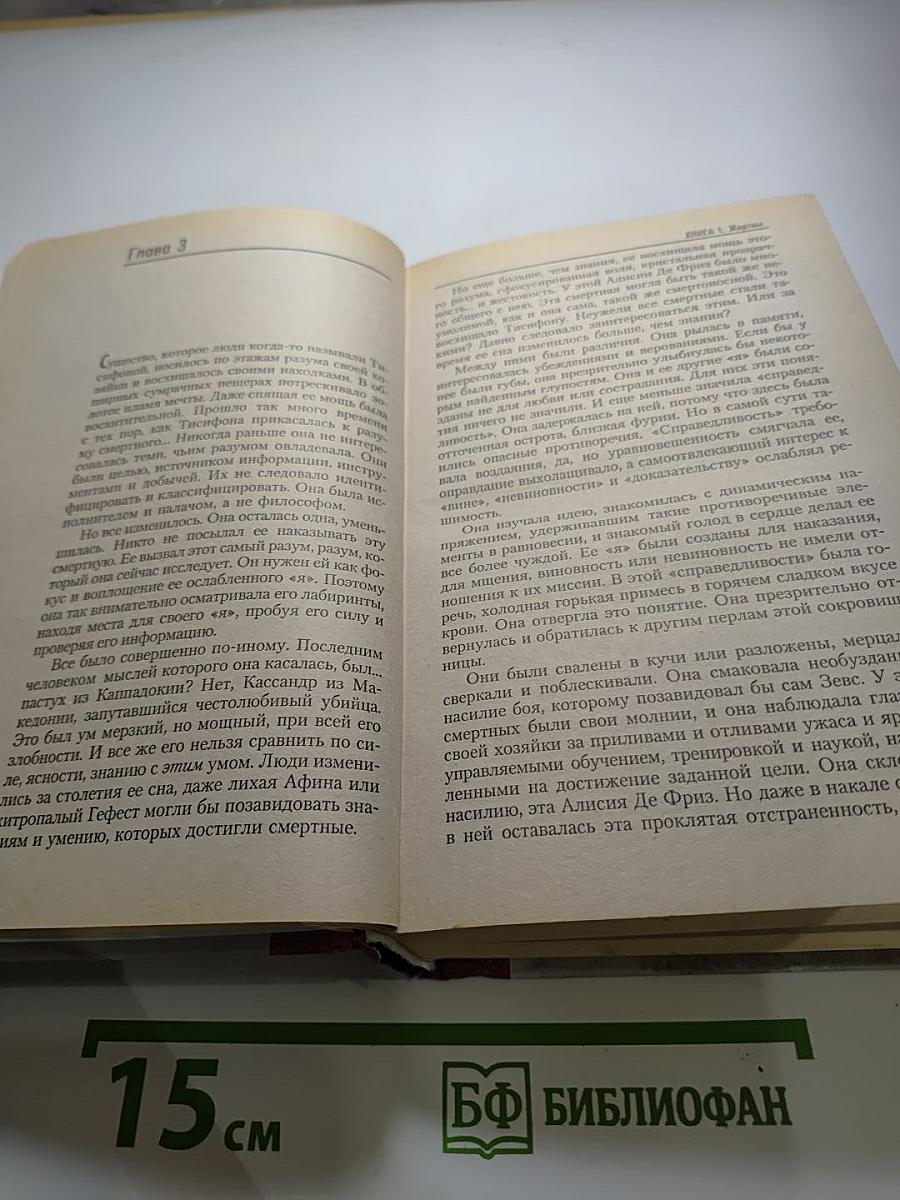 Глава 3
Существо, которое люди когда-то называли Ти-
сифоной, носилось по этажам разума своей хо-
зяйки и восхищалось своими находками. В об-
ширных сумрачных пещерах потрескивало зо-
лотое пламя мечты. Даже спящая ее мощь была
восхитительной. Прошло так много времени
с тех пор, как Тисифона прикасалась к разу-
му смертного... Никогда раньше она не интере-
совалась теми, чьим разумом овладевала. Они
были целью, источником информации, инстру-
ментами и добычей. Их не следовало иденти-
фицировать и классифицировать. Она была ис-
полнителем и палачом, а не философом.
Но все изменилось. Она осталась одна, умень-
шилась. Никто не посылал ее наказывать эту
смертную. Ее вызвал этот самый разум, разум, ко-
торый она сейчас исследует. Он нужен ей как фо-
кус и воплощение ее ослабленного «я». Поэтому
она так внимательно осматривала его лабиринты,
находя места для своего «я», пробуя его силу и
проверяя его информацию.
Все было совершенно по-иному. Последним
человеком мыслей которого она касалась, был...
пастух из Каппадокии? Нет, Кассандр из Ма-
кедонии, запутавшийся честолюбивый убийца.
Это был ум мерзкий, но мощный, при всей его
злобности. И все же его нельзя сравнить по си-
ле, ясности, знанию с этим умом. Люди измени-
лись за столетия ее сна, даже лихая Афина или
хитропалый Гефест могли бы позавидовать зна-
иям и умению, которых достигли смертные.
КНИГА 1. Жертвы
Но еще больше, чем знания, ее восхищала мощь это-
го разума, сфокусированная воля, кристальная прозрач-
ность... и жестокость. У этой Алисии Де Фриз было мно-
го общего с нею. Эта смертная могла быть такой же не-
умолимой, как и она сама, такой же смертоносной. Это
восхищало Тисифону. Неужели все смертные стали та-
кими? Давно следовало заинтересоваться этим. Или за
время ее сна изменилось больше, чем знания?
Между ними были различия. Она рылась в памяти,
интересовалась убеждениями и верованиями. Если бы у
нее были губы, она презрительно улыбнулась бы некото-
рым найденным глупостям. Она и ее другие «я» были со-
зданы не для любви или сострадания. Для них эти поня-
тия ничего не значили. И еще меньше значила «справед-
ливость». Она задержалась на ней, потому что здесь была
отточенная острота, близкая фурии. Но в самой сути та-
ились опасные противоречия. «Справедливость» требо-
вала воздаяния, да, но уравновешенность смягчала ее,
оправдание выхолащивало, а самоотвлекающий интерес к
«вине», «невиновности» и «доказательству» ослаблял ре-
шимость.
Она изучала идею, знакомилась с динамическим на-
пряжением, удерживавшим такие противоречивые эле-
менты в равновесии, и знакомый голод в сердце делал ее
все более чуждой. Ее «я» были созданы для наказания,
для мщения, виновность или невиновность не имели от-
ношения к их миссии. В этой «справедливости» была го-
речь, холодная горькая примесь в горячем сладком вкусе
крови. Она отвергла это понятие. Она презрительно от-
вернулась и обратилась к другим перлам этой сокровищ
ницы.
Они были свалены в кучи или разложены, мерцал
сверкали и поблескивали. Она смаковала необуздан
насилие боя, которому позавидовал бы сам Зевс. У э
смертных были свои молнии, и она наблюдала глаз
своей хозяйки за приливами и отливами ужаса и яр
управляемыми обучением, тренировкой и наукой, на
ленными на достижение заданной цели. Она скло
насилию, эта Алисия Де Фриз. Но даже в накале с
в ней оставалась эта проклятая отстраненность,
15 см
БФ БИБЛИОФАН